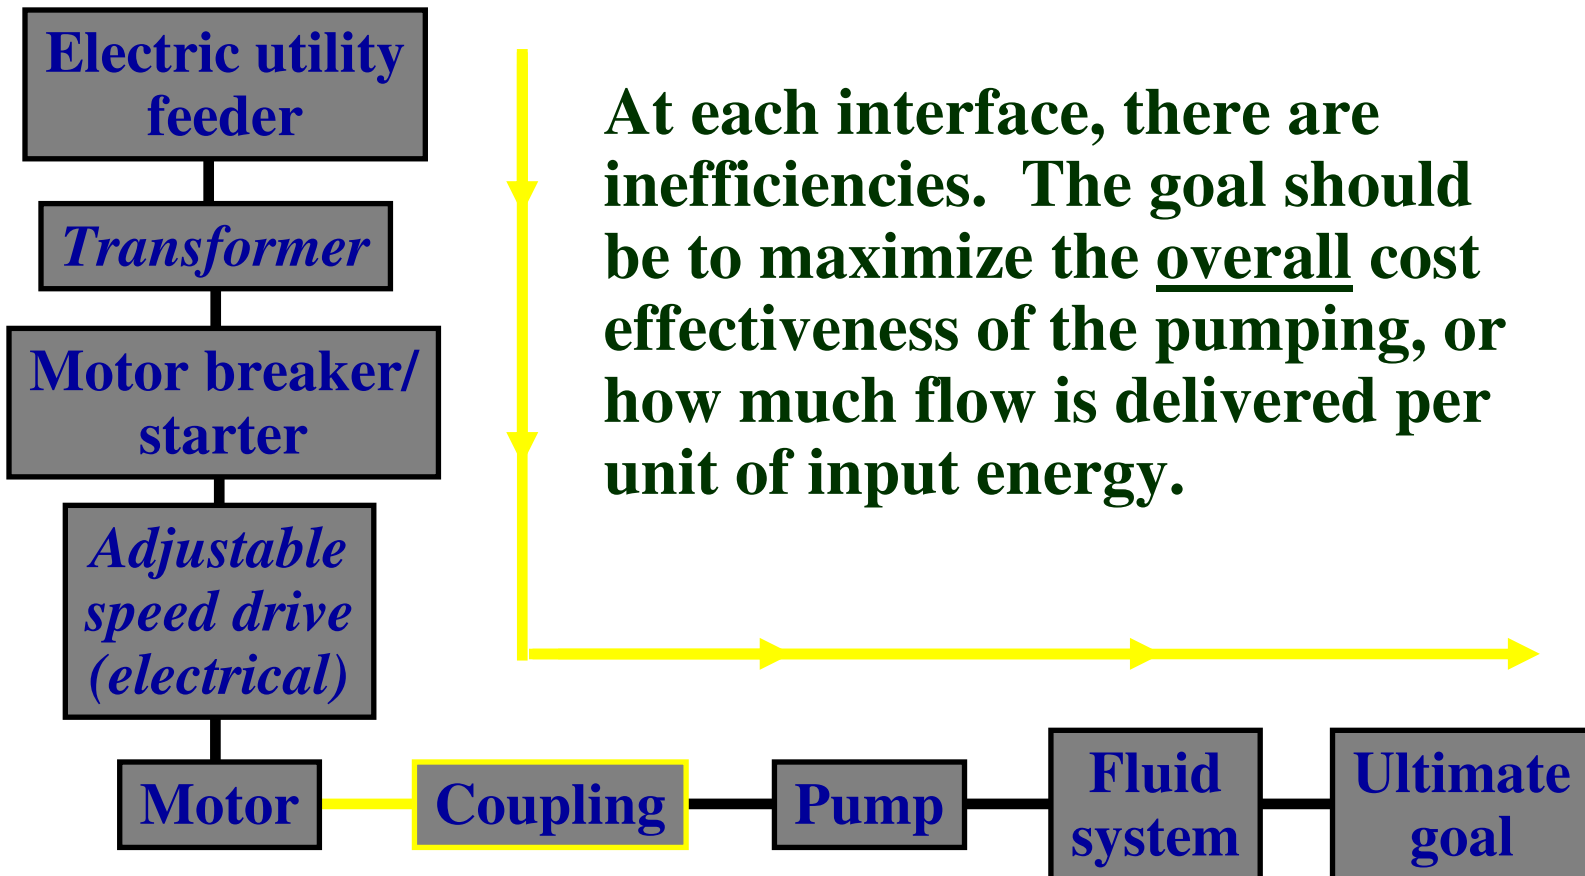 Electric utility
feeder
Transformer
Motor breaker/
starter
Adjustable
speed drive
(electrical)
Motor
Coupling
Pump
Fluid
system
Ultimate
goal
At each interface, there are
inefficiencies.  The goal should
be to maximize the overall cost
effectiveness of the pumping, or
how much flow is delivered per
unit of input energy.